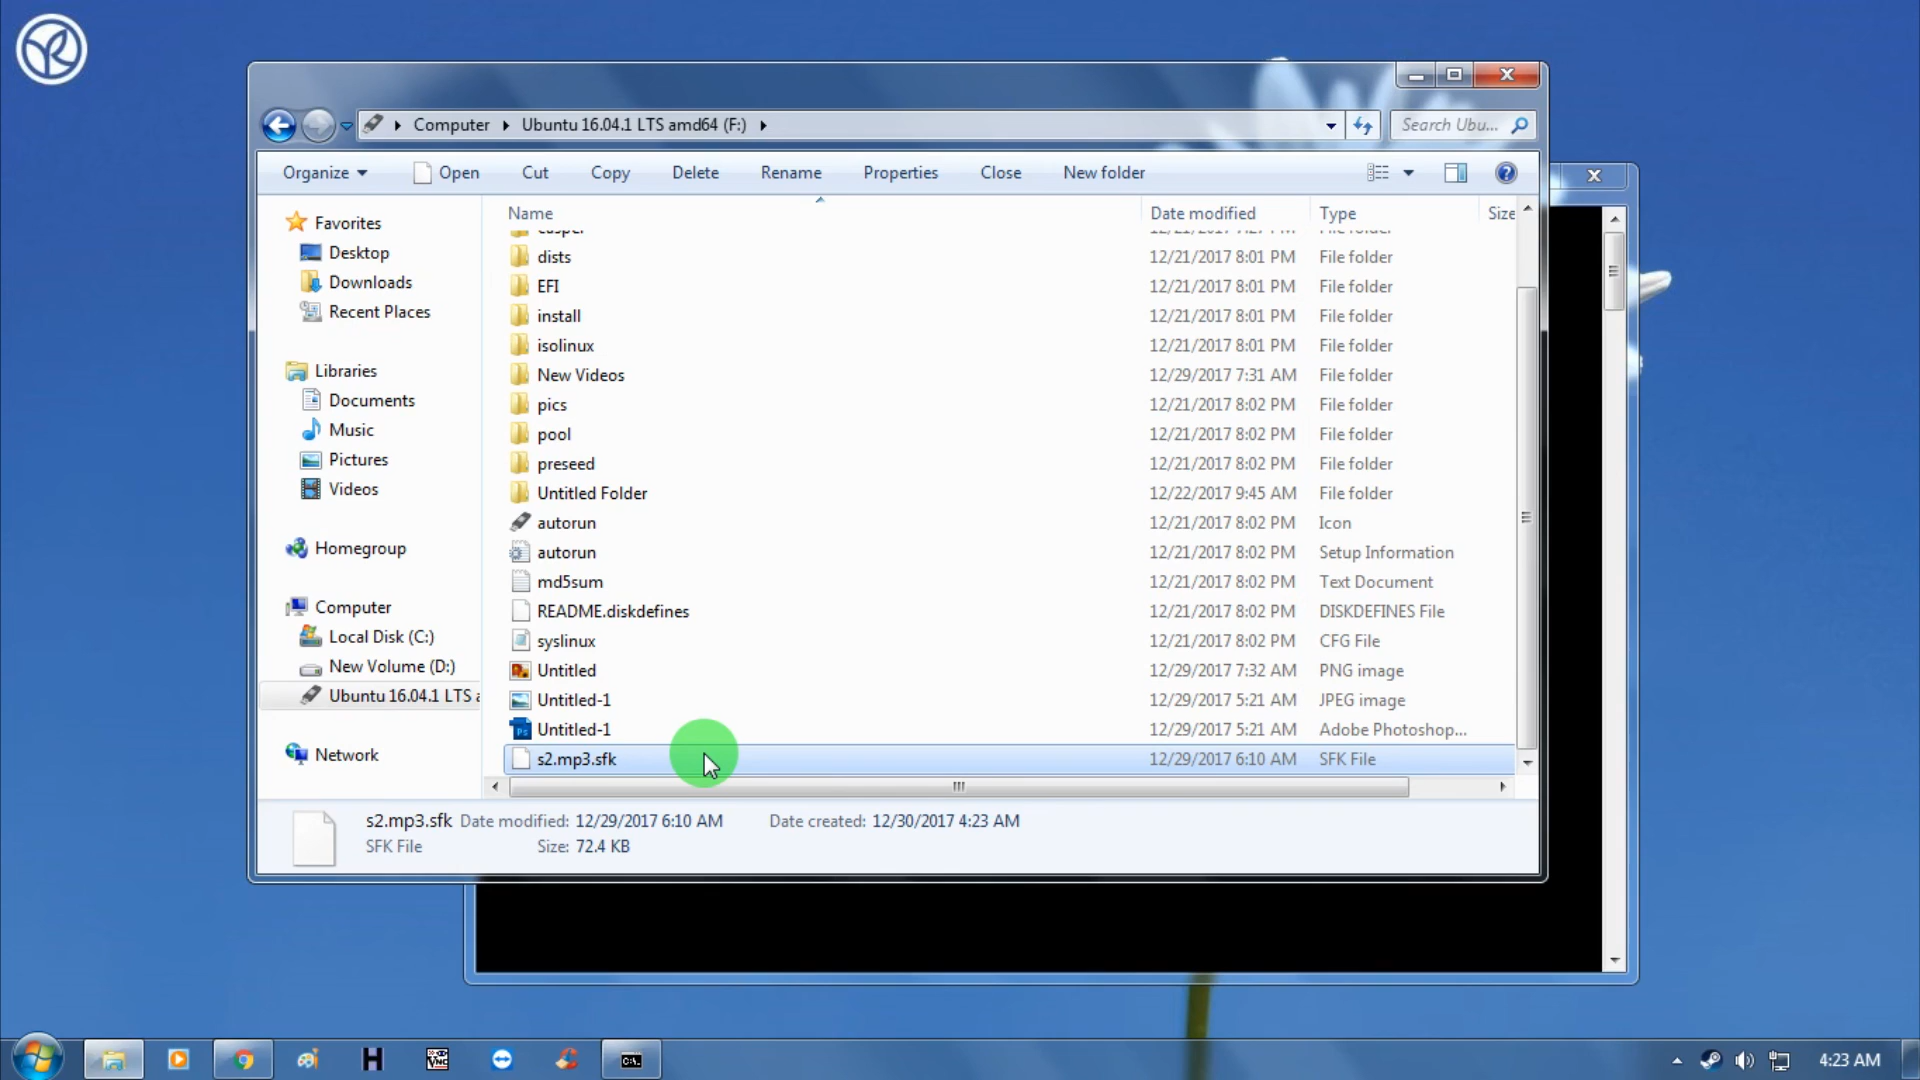 Computer Ubuntu 16.04.1 LTS amd64 (F:)
Search Ubu...
Organize Open Cut Copy Delete Rename Properties Close New folder
Name Date modified Type Size
Favorites
Desktop
Downloads
Recent Places
Libraries
Documents
Music
Pictures
Videos
Homegroup
Computer
Local Disk (C:)
New Volume (D:)
Ubuntu 16.04.1 LTS a
Network
dists 12/21/2017 8:01 PM File folder
EFI 12/21/2017 8:01 PM File folder
install 12/21/2017 8:01 PM File folder
isolinux 12/21/2017 8:01 PM File folder
New Videos 12/29/2017 7:31 AM File folder
pics 12/21/2017 8:02 PM File folder
pool 12/21/2017 8:02 PM File folder
preseed 12/21/2017 8:02 PM File folder
Untitled Folder 12/22/2017 9:45 AM File folder
autorun 12/21/2017 8:02 PM Icon
autorun 12/21/2017 8:02 PM Setup Information
md5sum 12/21/2017 8:02 PM Text Document
README.diskdefines 12/21/2017 8:02 PM DISKDEFINES File
syslinux 12/21/2017 8:02 PM CFG File
Untitled 12/29/2017 7:32 AM PNG image
Untitled-1 12/29/2017 5:21 AM JPEG image
Ps Untitled-1 12/29/2017 5:21 AM Adobe Photoshop...
s2.mp3.sfk 12/29/2017 6:10 AM SFK File
s2.mp3.sfk Date modified: 12/29/2017 6:10 AM Date created: 12/30/2017 4:23 AM
SFK File Size: 72.4 KB
H
C:\.
4:23 AM